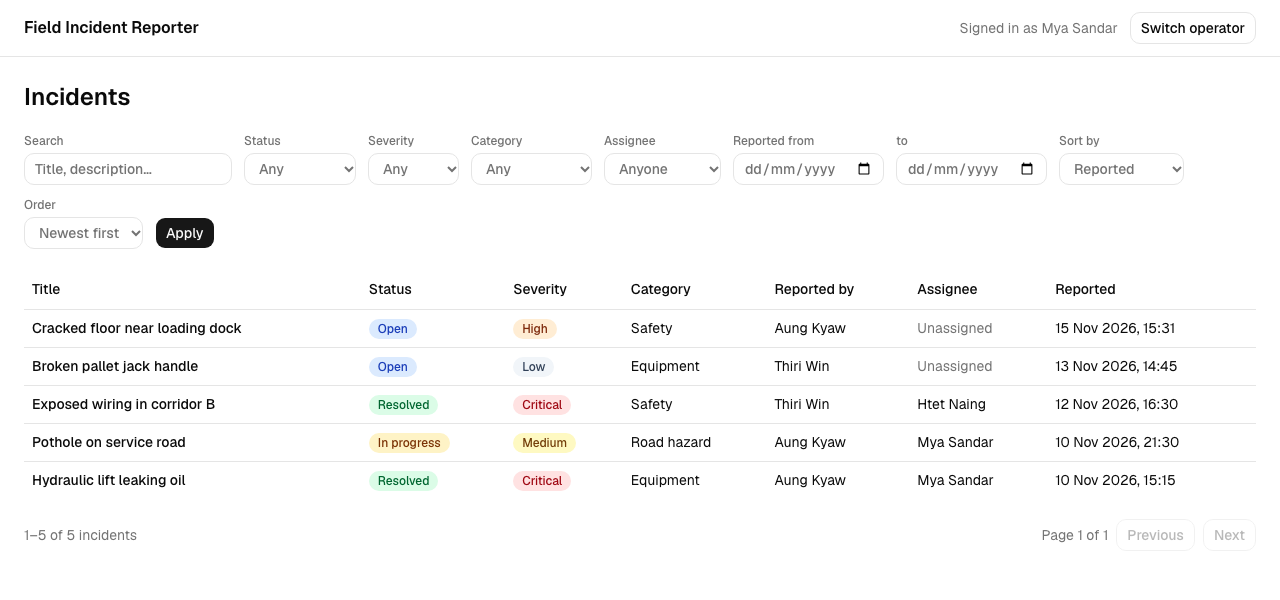 Field Incident Reporter
Signed in as Mya Sandar Switch operator
Incidents
Search Status Severity Category Assignee Reported from to Sort by
Title, description... Any Any Any Anyone dd/mm/yyyy dd/mm/yyyy Reported
Order
Newest first Apply
Title Status Severity Category Reported by Assignee Reported
Cracked floor near loading dock Open High Safety Aung Kyaw Unassigned 15 Nov 2026, 15:31
Broken pallet jack handle Open Low Equipment Thiri Win Unassigned 13 Nov 2026, 14:45
Exposed wiring in corridor B Resolved Critical Safety Thiri Win Htet Naing 12 Nov 2026, 16:30
Pothole on service road In progress Medium Road hazard Aung Kyaw Mya Sandar 10 Nov 2026, 21:30
Hydraulic lift leaking oil Resolved Critical Equipment Aung Kyaw Mya Sandar 10 Nov 2026, 15:15
1–5 of 5 incidents Page 1 of 1 Previous Next